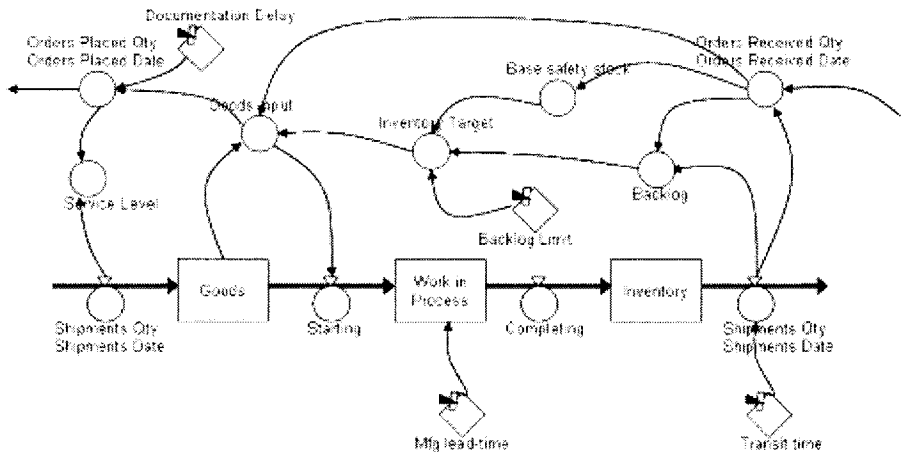 Documentation Delay
Orders Placed Qty
Orders Placed Date
Orders Received Qty
Orders Received Date
Base safety stock
Goods Input
Inventory Target
Service Level
Backlog
Backlog Limit
Goods
Work in
Process
Inventory
Shipments Qty
Shipments Date
Starting
Completing
Shipments Qty
Shipments Date
Mfg lead-time
Transit time